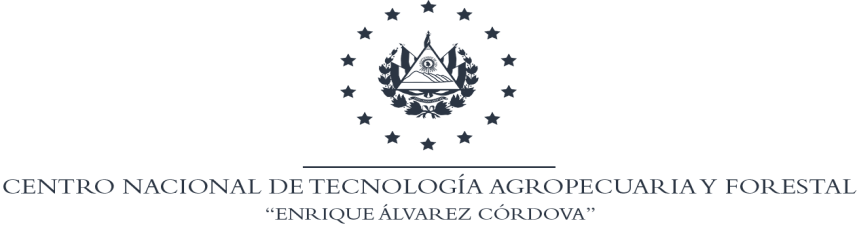 CENTRO NACIONAL DE TECNOLOGÍA AGROPECUARIA Y FORESTAL
“ENRIQUE ÁLVAREZ CÓRDOVA”